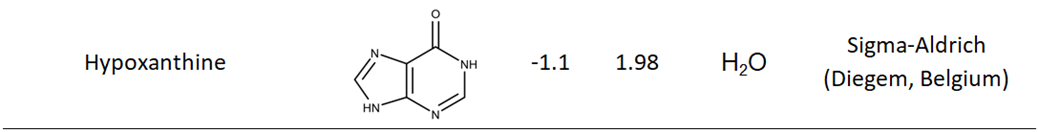 Hypoxanthine
O
N
NH
HN
N
-1.1
1.98
H₂O
Sigma-Aldrich
(Diegem, Belgium)